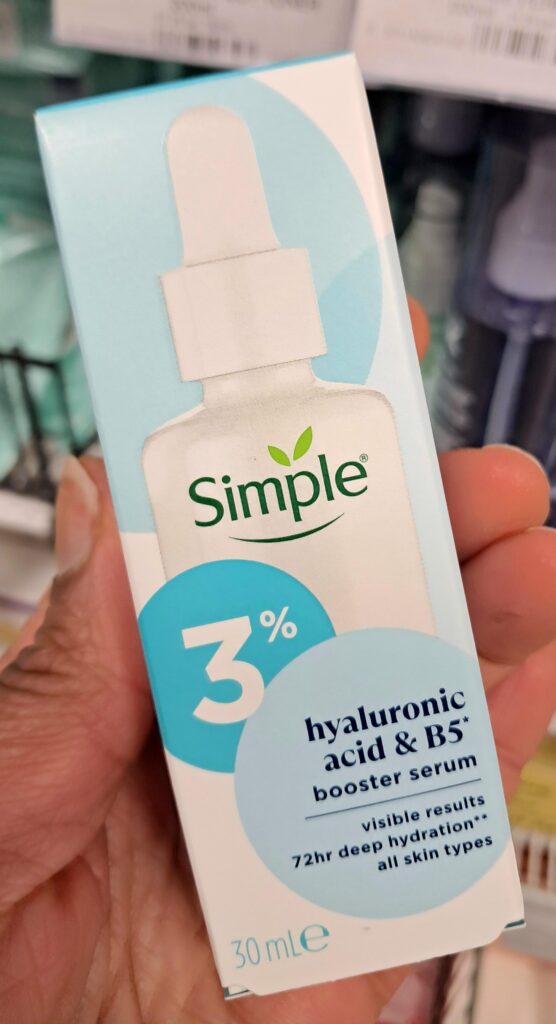 Simple®
3%
hyaluronic
acid & B5*
booster serum
visible results
72hr deep hydration**
all skin types
30 mL e